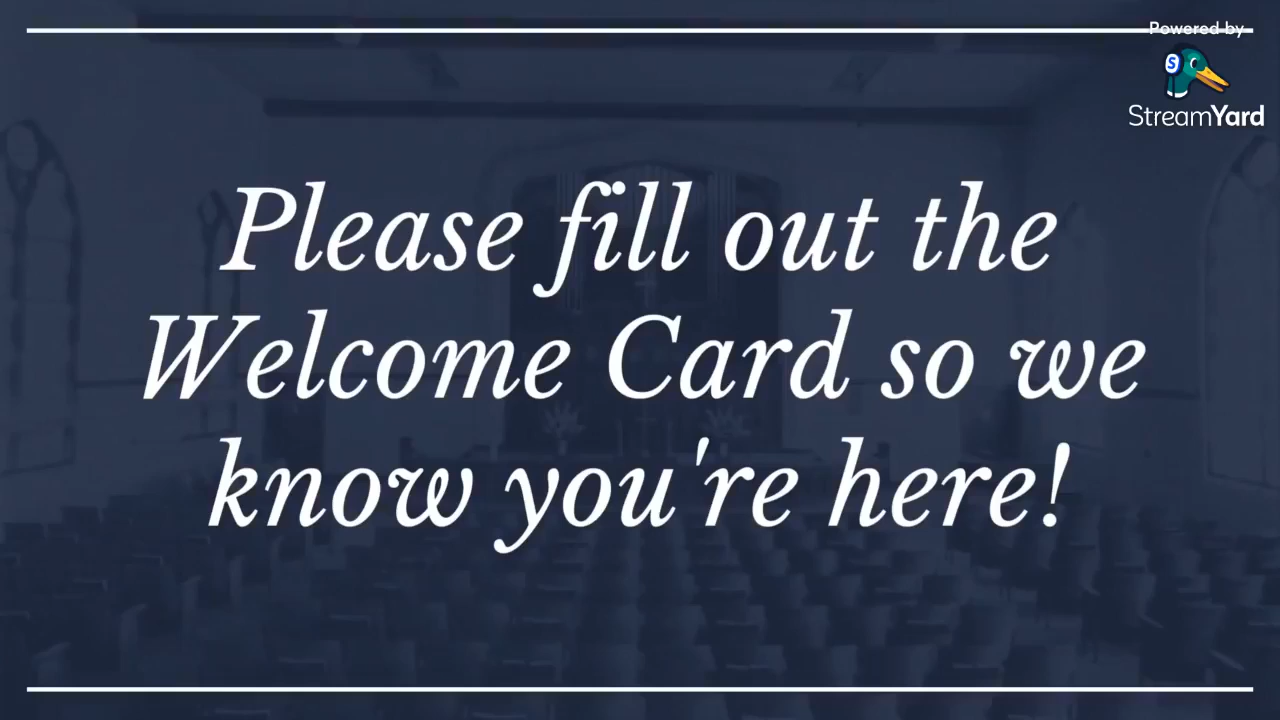 Powered by
S
StreamYard
Please fill out the
Welcome Card so we
know you're here!